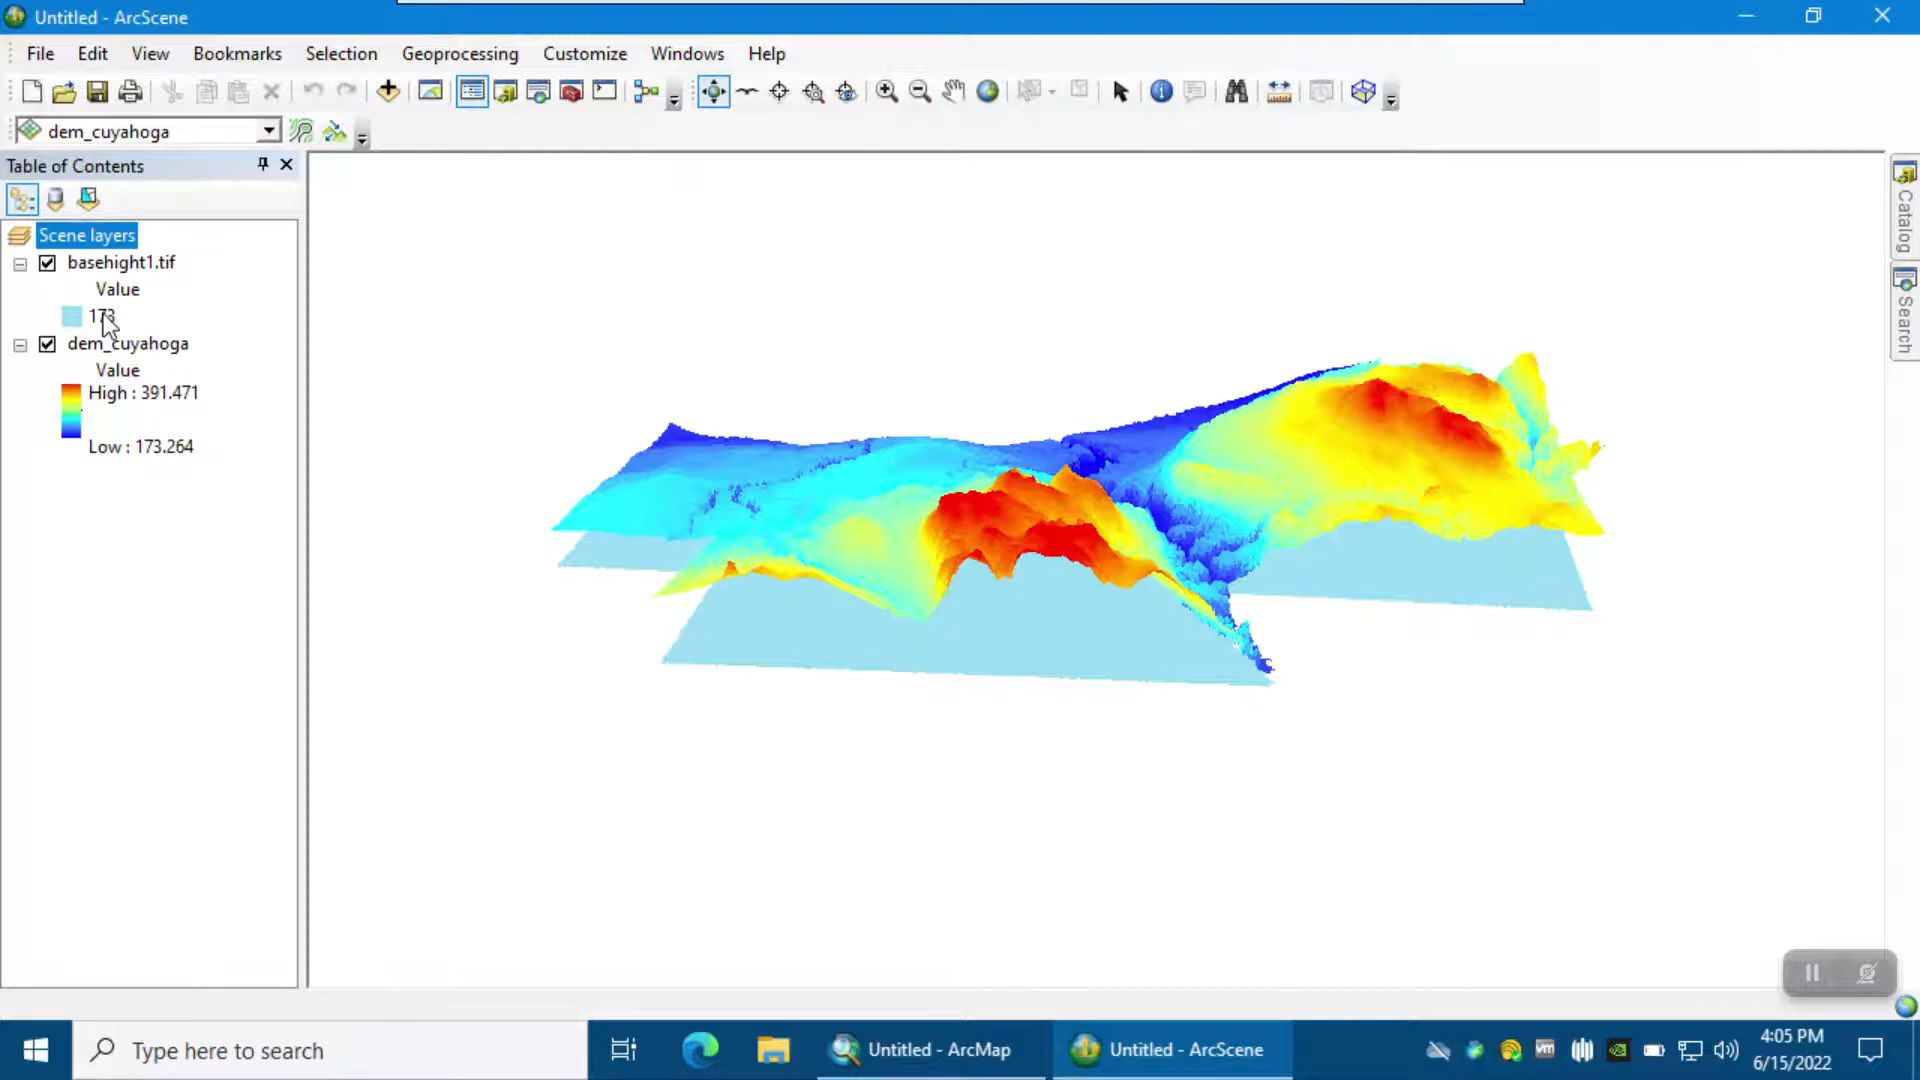 Untitled - ArcScene
File Edit View Bookmarks Selection Geoprocessing Customize Windows Help
dem_cuyahoga
Table of Contents
Scene layers
basehight1.tif
Value
173
dem_cuyahoga
Value
High : 391.471
Low : 173.264
Catalog
Search
Type here to search
Untitled - ArcMap
Untitled - ArcScene
4:05 PM
6/15/2022